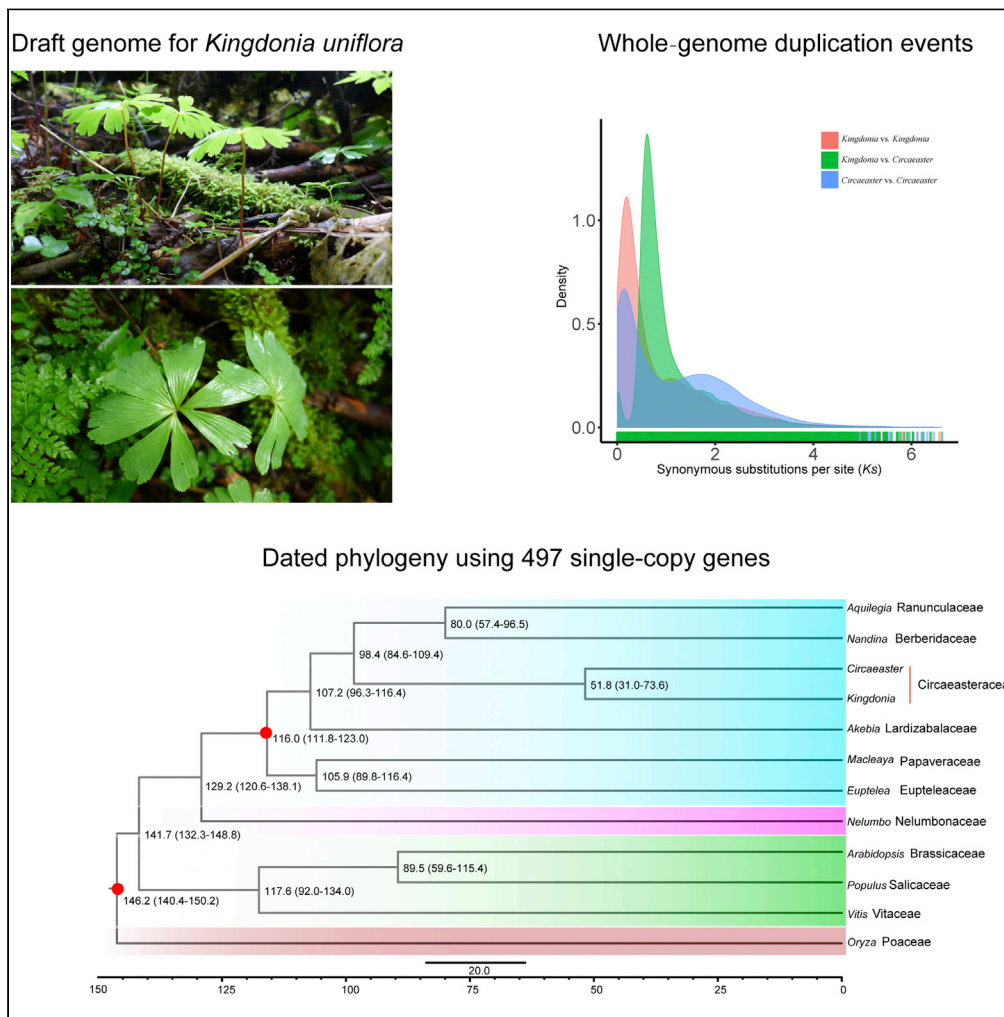 Draft genome for Kingdonia uniflora
Whole-genome duplication events
Kingdonia vs. Kingdonia
Kingdonia vs. Circaeaster
Circaeaster vs. Circaeaster
1.0
0.5
0.0
Density
0 2 4 6
Synonymous substitutions per site (Ks)
Dated phylogeny using 497 single-copy genes
Aquilegia Ranunculaceae
80.0 (57.4-96.5)
Nandina Berberidaceae
98.4 (84.6-109.4)
Circaeaster
51.8 (31.0-73.6)
Circaeasteracea
Kingdonia
107.2 (96.3-116.4)
Akebia Lardizabalaceae
116.0 (111.8-123.0)
Macleaya Papaveraceae
105.9 (89.8-116.4)
129.2 (120.6-138.1)
Euptelea Eupteleaceae
Nelumbo Nelumbonaceae
141.7 (132.3-148.8)
Arabidopsis Brassicaceae
89.5 (59.6-115.4)
117.6 (92.0-134.0)
Populus Salicaceae
146.2 (140.4-150.2)
Vitis Vitaceae
Oryza Poaceae
20.0
150 125 100 75 50 25 0